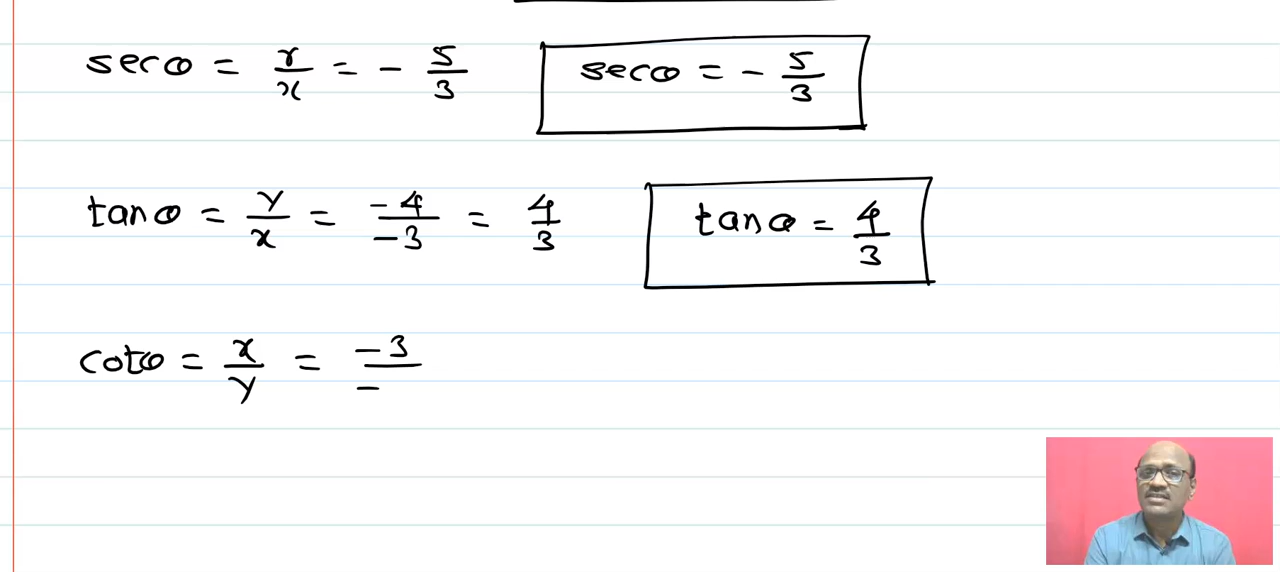 secθ = r/x = - 5/3 secθ = - 5/3
tanθ = y/x = -4/-3 = 4/3 tanθ = 4/3
cotθ = x/y = -3/-